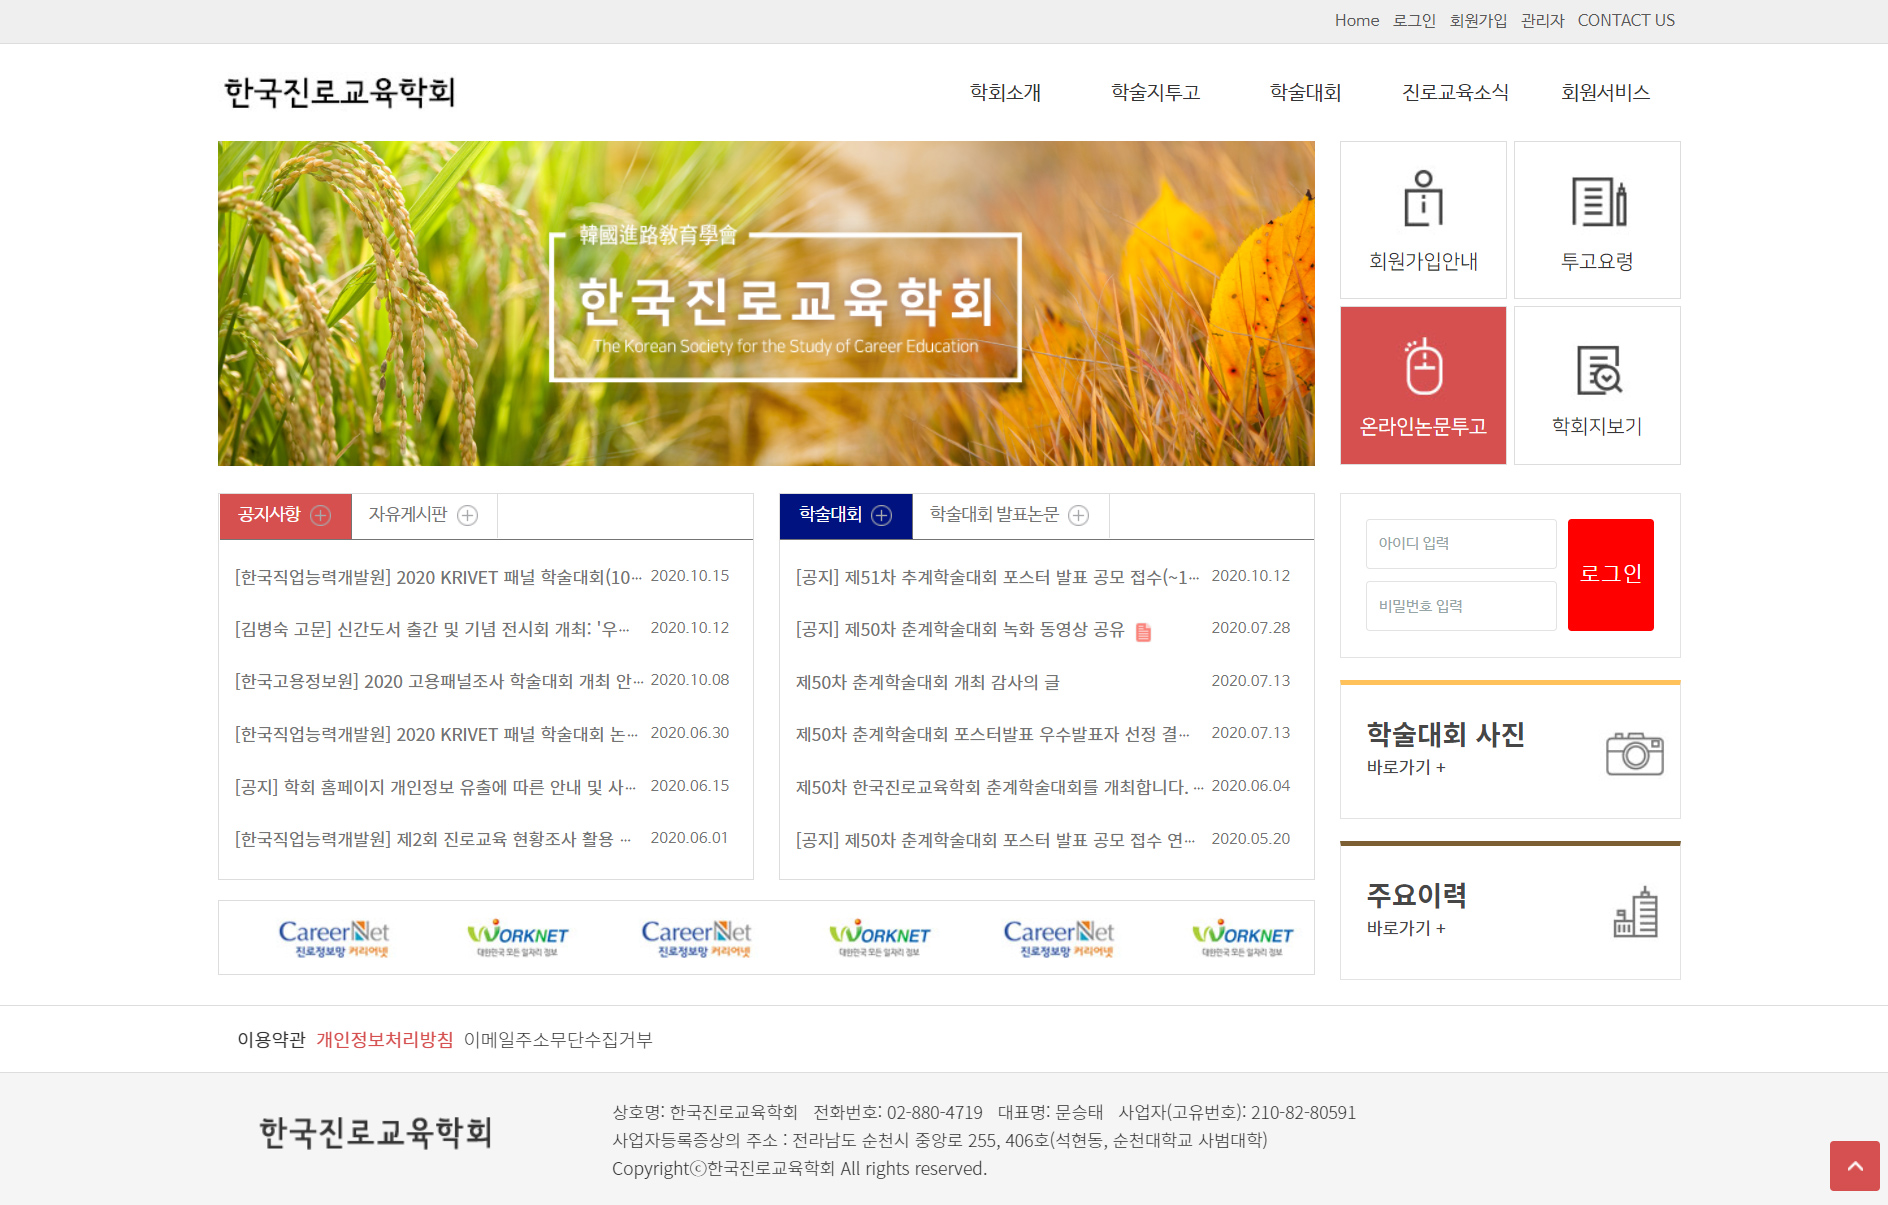 Home 로그인 회원가입 관리자 CONTACT US
한국진로교육학회
학회소개 학술지투고 학술대회 진로교육소식 회원서비스
韓國進路敎育學會
한국진로교육학회
The Korean Society for the Study of Career Education
회원가입안내
투고요령
온라인논문투고
학회지보기
공지사항 자유게시판
[한국직업능력개발원] 2020 KRIVET 패널 학술대회(10… 2020.10.15
[김병숙 고문] 신간도서 출간 및 기념 전시회 개최: '우… 2020.10.12
[한국고용정보원] 2020 고용패널조사 학술대회 개최 안… 2020.10.08
[한국직업능력개발원] 2020 KRIVET 패널 학술대회 논… 2020.06.30
[공지] 학회 홈페이지 개인정보 유출에 따른 안내 및 사… 2020.06.15
[한국직업능력개발원] 제2회 진로교육 현황조사 활용 … 2020.06.01
학술대회 학술대회 발표논문
[공지] 제51차 추계학술대회 포스터 발표 공모 접수(~1… 2020.10.12
[공지] 제50차 춘계학술대회 녹화 동영상 공유 2020.07.28
제50차 춘계학술대회 개최 감사의 글 2020.07.13
제50차 춘계학술대회 포스터발표 우수발표자 선정 결… 2020.07.13
제50차 한국진로교육학회 춘계학술대회를 개최합니다. … 2020.06.04
[공지] 제50차 춘계학술대회 포스터 발표 공모 접수 연… 2020.05.20
아이디 입력
비밀번호 입력
로그인
학술대회 사진
바로가기 +
주요이력
바로가기 +
CareerNet WORKNET CareerNet WORKNET CareerNet WORKNET
진로정보망 커리어넷 대한민국 모든 일자리 정보 진로정보망 커리어넷 대한민국 모든 일자리 정보 진로정보망 커리어넷 대한민국 모든 일자리 정보
이용약관 개인정보처리방침 이메일주소무단수집거부
한국진로교육학회
상호명: 한국진로교육학회 전화번호: 02-880-4719 대표명: 문승태 사업자(고유번호): 210-82-80591
사업자등록증상의 주소 : 전라남도 순천시 중앙로 255, 406호(석현동, 순천대학교 사범대학)
Copyrightⓒ한국진로교육학회 All rights reserved.